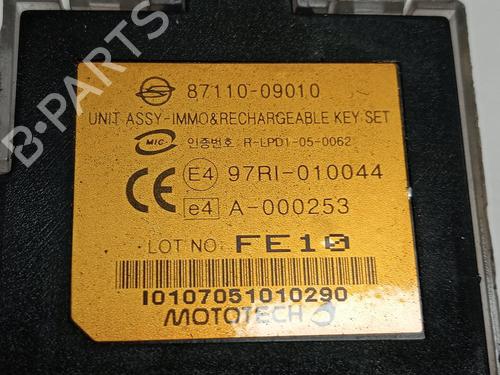 B-PARTS
87110-09010
UNIT ASSY-IMMO&RECHARGEABLE KEY SET
MIC 인증번호: R-LPD1-05-0062
E4 97RI-010044
CE e4 A-000253
LOT NO: FE10
I0107051010290
MOTOTECH